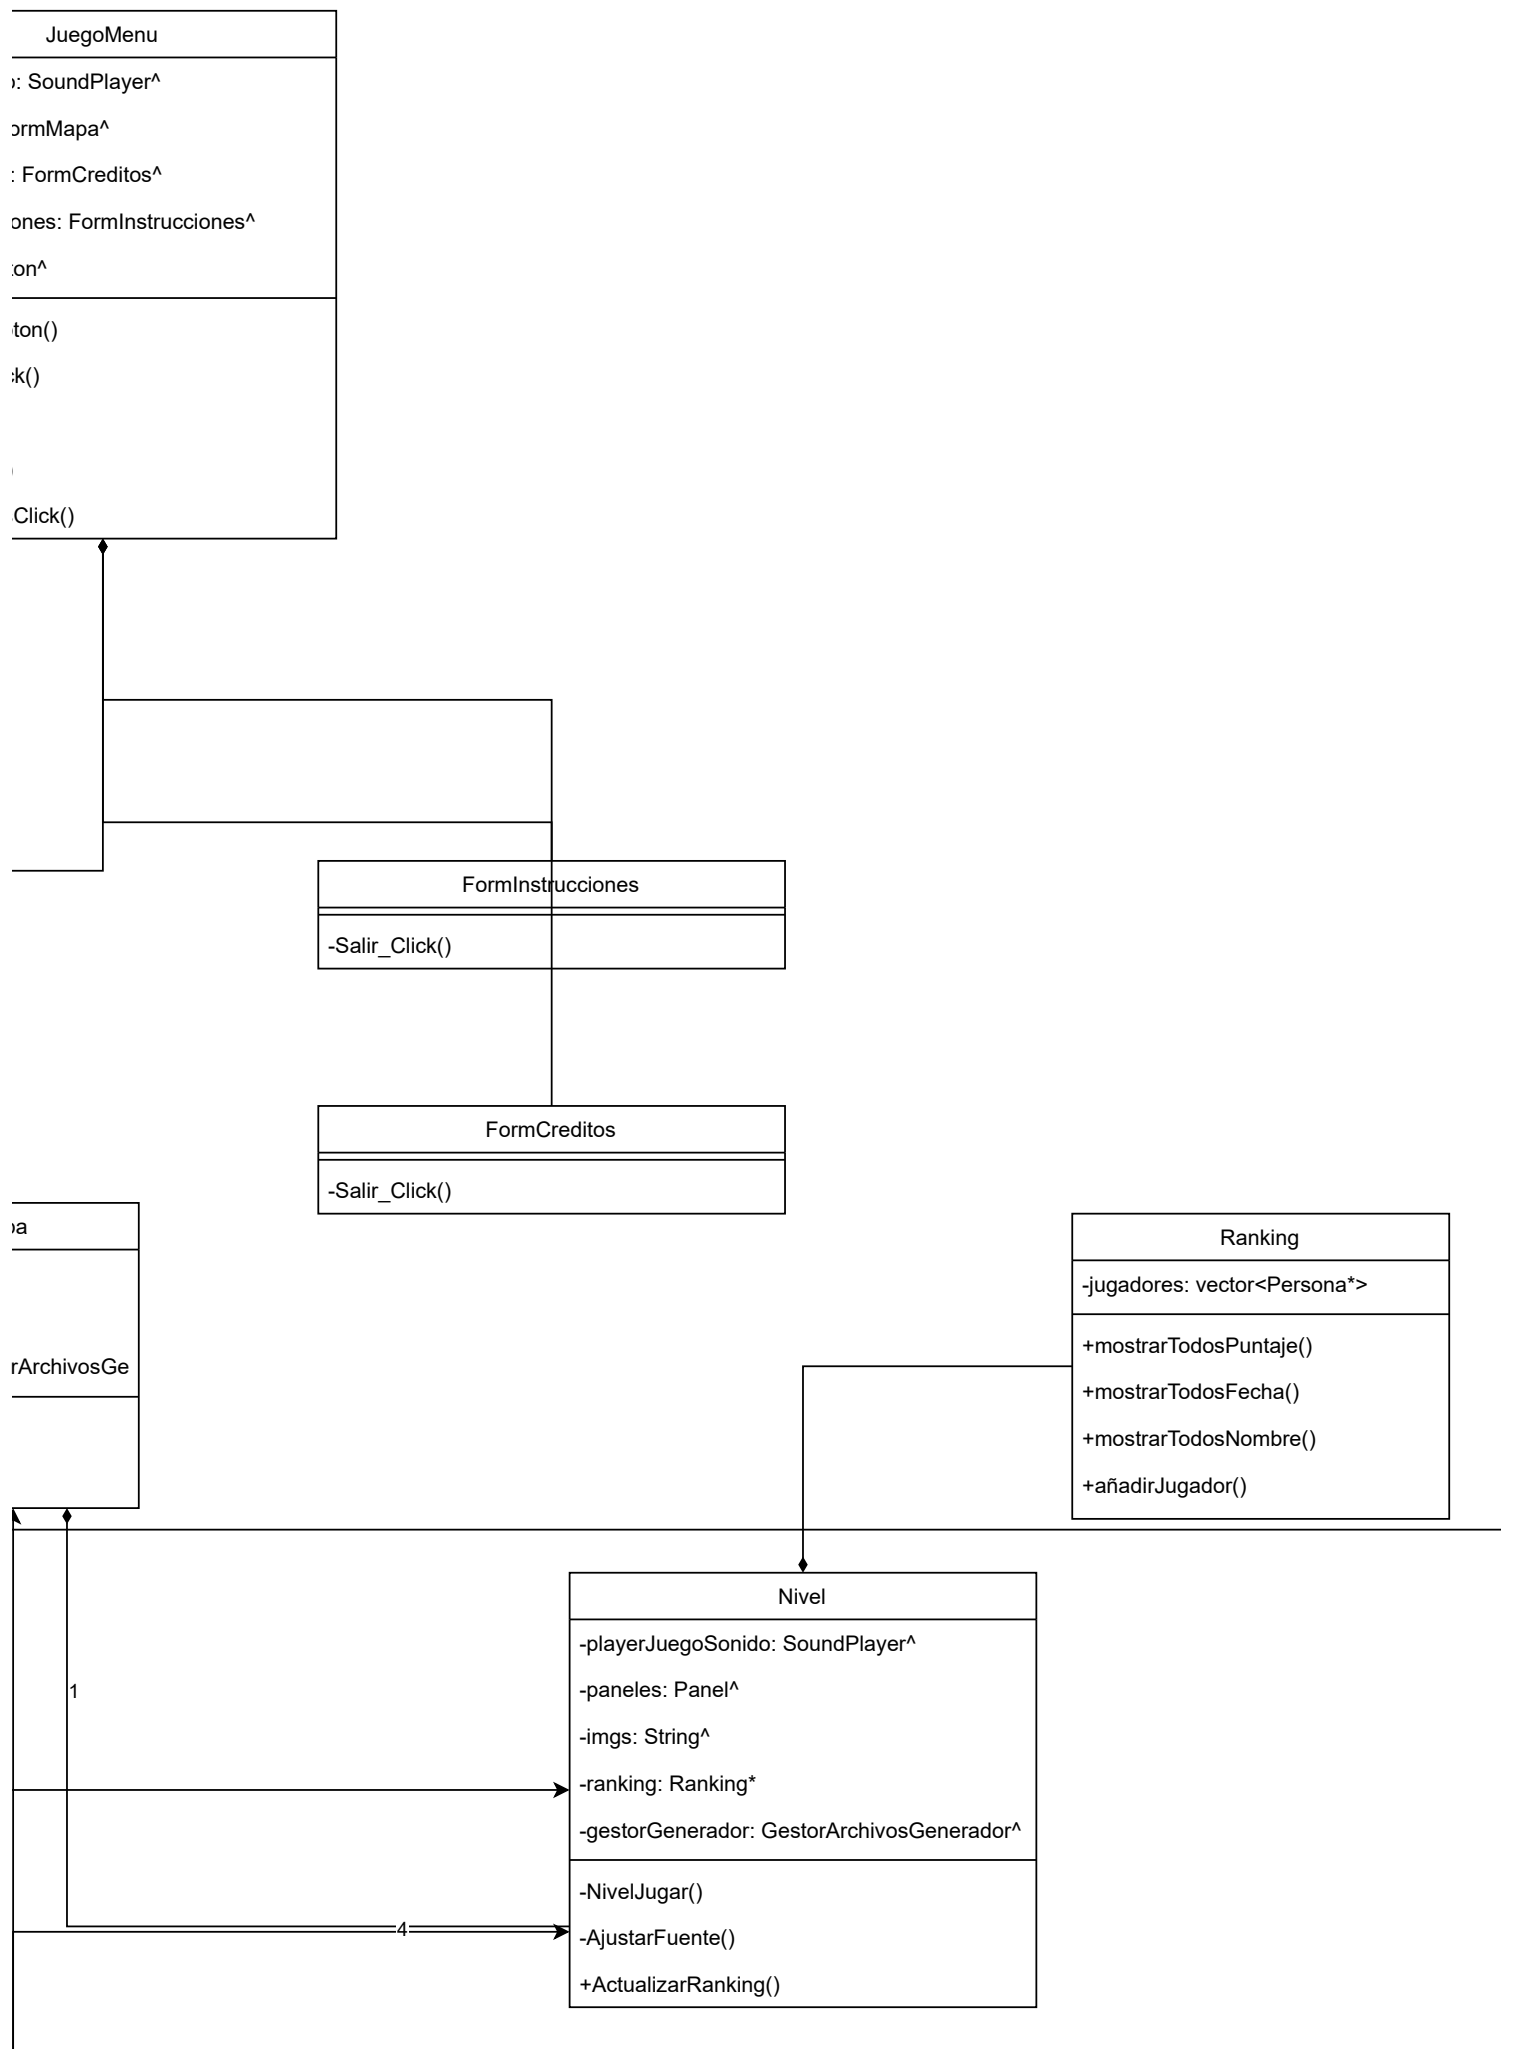 JuegoMenu
: SoundPlayer^
ormMapa^
: FormCreditos^
ones: FormInstrucciones^
ton^
ton()
ck()
)
Click()
FormInstrucciones
-Salir_Click()
FormCreditos
-Salir_Click()
pa
rArchivosGe
Ranking
-jugadores: vector<Persona*>
+mostrarTodosPuntaje()
+mostrarTodosFecha()
+mostrarTodosNombre()
+añadirJugador()
1
4
Nivel
-playerJuegoSonido: SoundPlayer^
-paneles: Panel^
-imgs: String^
-ranking: Ranking*
-gestorGenerador: GestorArchivosGenerador^
-NivelJugar()
-AjustarFuente()
+ActualizarRanking()